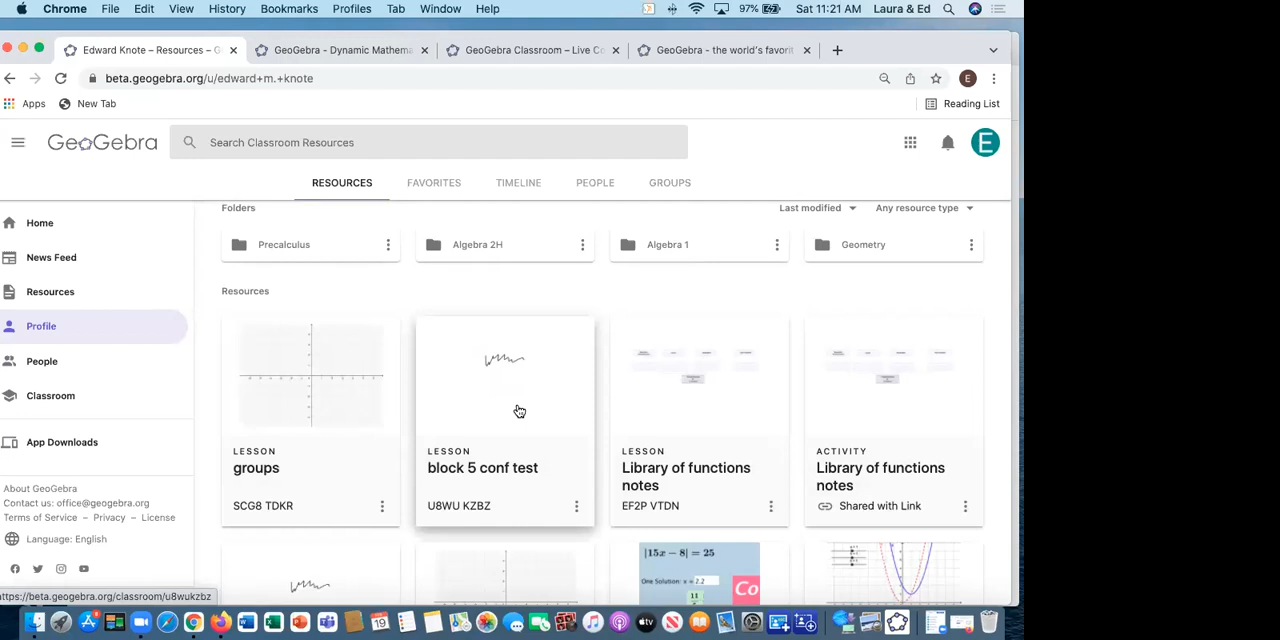 Chrome File Edit View History Bookmarks Profiles Tab Window Help 97% Sat 11:21 AM Laura & Ed
Edward Knote – Resources – G GeoGebra - Dynamic Mathema GeoGebra Classroom – Live Co GeoGebra - the world's favorit
beta.geogebra.org/u/edward+m.+knote
Apps New Tab Reading List
GeoGebra Search Classroom Resources E
RESOURCES FAVORITES TIMELINE PEOPLE GROUPS
Home
News Feed
Resources
Profile
People
Classroom
App Downloads
About GeoGebra
Contact us: office@geogebra.org
Terms of Service – Privacy – License
Language: English
https://beta.geogebra.org/classroom/u8wukzbz
Folders Last modified Any resource type
Precalculus Algebra 2H Algebra 1 Geometry
Resources
LESSON
groups
SCG8 TDKR
LESSON
block 5 conf test
U8WU KZBZ
LESSON
Library of functions
notes
EF2P VTDN
ACTIVITY
Library of functions
notes
Shared with Link
|15x – 8| = 25
One Solution: x = 2.2
11
Co